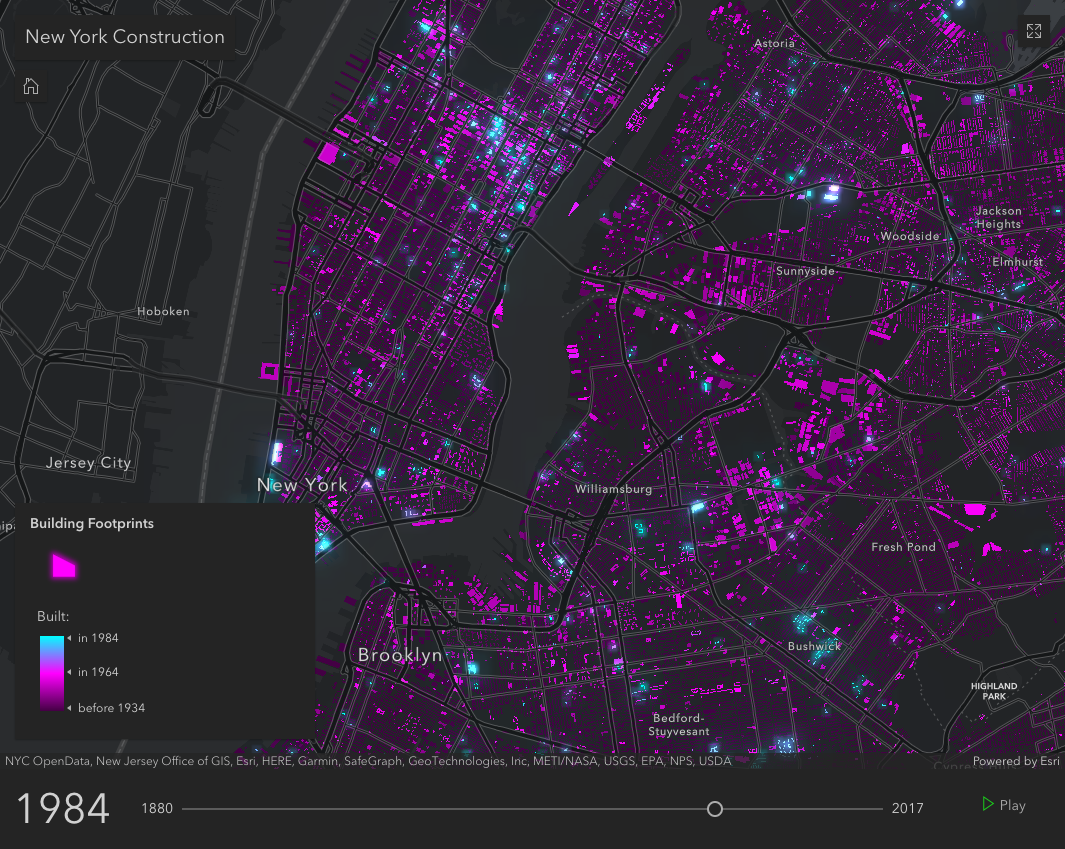 New York Construction
Astoria
Jackson
Heights
Woodside
Elmhurst
Sunnyside
Hoboken
Jersey City
New York
Williamsburg
Building Footprints
Fresh Pond
Built:
in 1984
in 1964
before 1934
Bushwick
Brooklyn
HIGHLAND
PARK
Bedford-
Stuyvesant
NYC OpenData, New Jersey Office of GIS, Esri, HERE, Garmin, SafeGraph, GeoTechnologies, Inc, METI/NASA, USGS, EPA, NPS, USDA
Powered by Esri
1984
1880
2017
Play